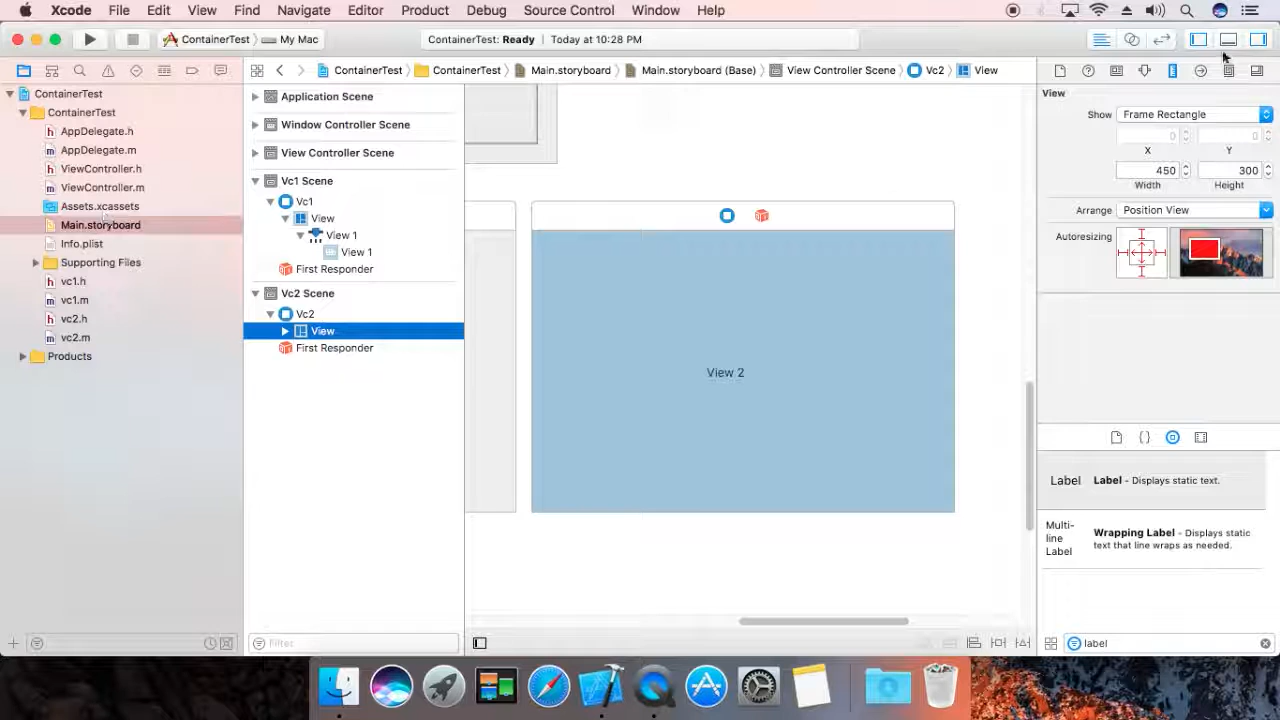 Xcode File Edit View Navigate Editor Product Debug Source Control Window Help
ContainerTest My Mac
ContainerTest: Ready | Today at 10:28 PM
ContainerTest ContainerTest Main.storyboard Main.storyboard (Base) View Controller Scene Vc2 View
ContainerTest
ContainerTest
AppDelegate.h
AppDelegate.m
ViewController.h
ViewController.m
Assets.xcassets
Main.storyboard
Info.plist
Supporting Files
vc1.h
vc1.m
vc2.h
vc2.m
Products
Application Scene
Window Controller Scene
View Controller Scene
Vc1 Scene
Vc1
View
View 1
View 1
First Responder
Vc2 Scene
Vc2
View
First Responder
Filter
View 2
View
Show Frame Rectangle
0 0
X Y
450 300
Width Height
Arrange Position View
Autoresizing
Label Label - Displays static text.
Multi-
line
Label
Wrapping Label - Displays static
text that line wraps as needed.
label